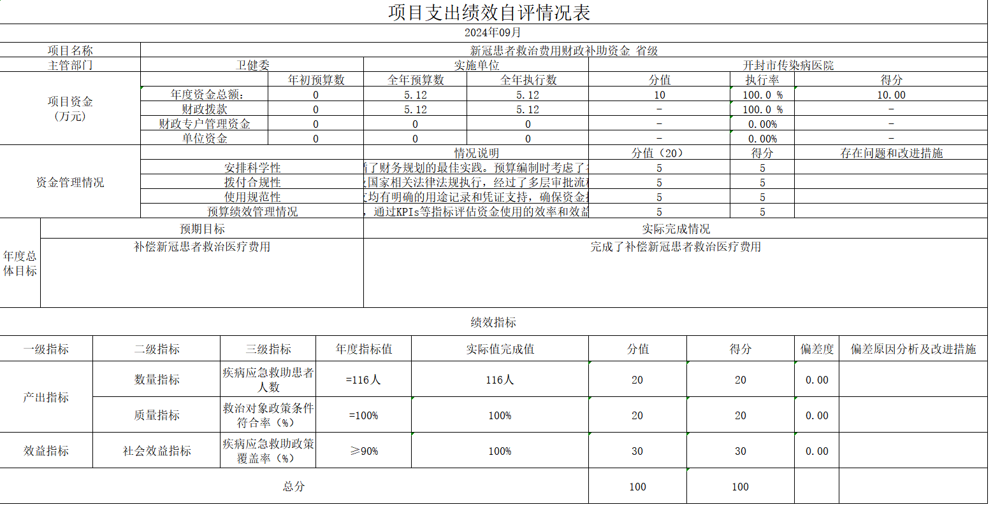 项目支出绩效自评情况表
2024年09月
项目名称 新冠患者救治费用财政补助资金 省级
主管部门 卫健委 实施单位 开封市传染病医院
项目资金
(万元)
年初预算数 全年预算数 全年执行数 分值 执行率 得分
年度资金总额： 0 5.12 5.12 10 100.0 % 10.00
财政拨款 0 5.12 5.12 - 100.0 % -
财政专户管理资金 0 0 0 - 0.00% -
单位资金 0 0 0 - 0.00% -
资金管理情况
情况说明 分值（20） 得分 存在问题和改进措施
安排科学性 了财务规划的最佳实践。预算编制时考虑了 5 5
拨付合规性 国家相关法律法规执行，经过了多层审批流 5 5
使用规范性 均有明确的用途记录和凭证支持，确保资金 5 5
预算绩效管理情况 ，通过KPIs等指标评估资金使用的效率和效益 5 5
年度总
体目标
预期目标 实际完成情况
补偿新冠患者救治医疗费用 完成了补偿新冠患者救治医疗费用
绩效指标
一级指标 二级指标 三级指标 年度指标值 实际值完成值 分值 得分 偏差度 偏差原因分析及改进措施
产出指标
数量指标 疾病应急救助患者
人数 =116人 116人 20 20 0.00
质量指标 救治对象政策条件
符合率（%） =100% 100% 20 20 0.00
效益指标 社会效益指标 疾病应急救助政策
覆盖率（%） ≥90% 100% 30 30 0.00
总分 100 100